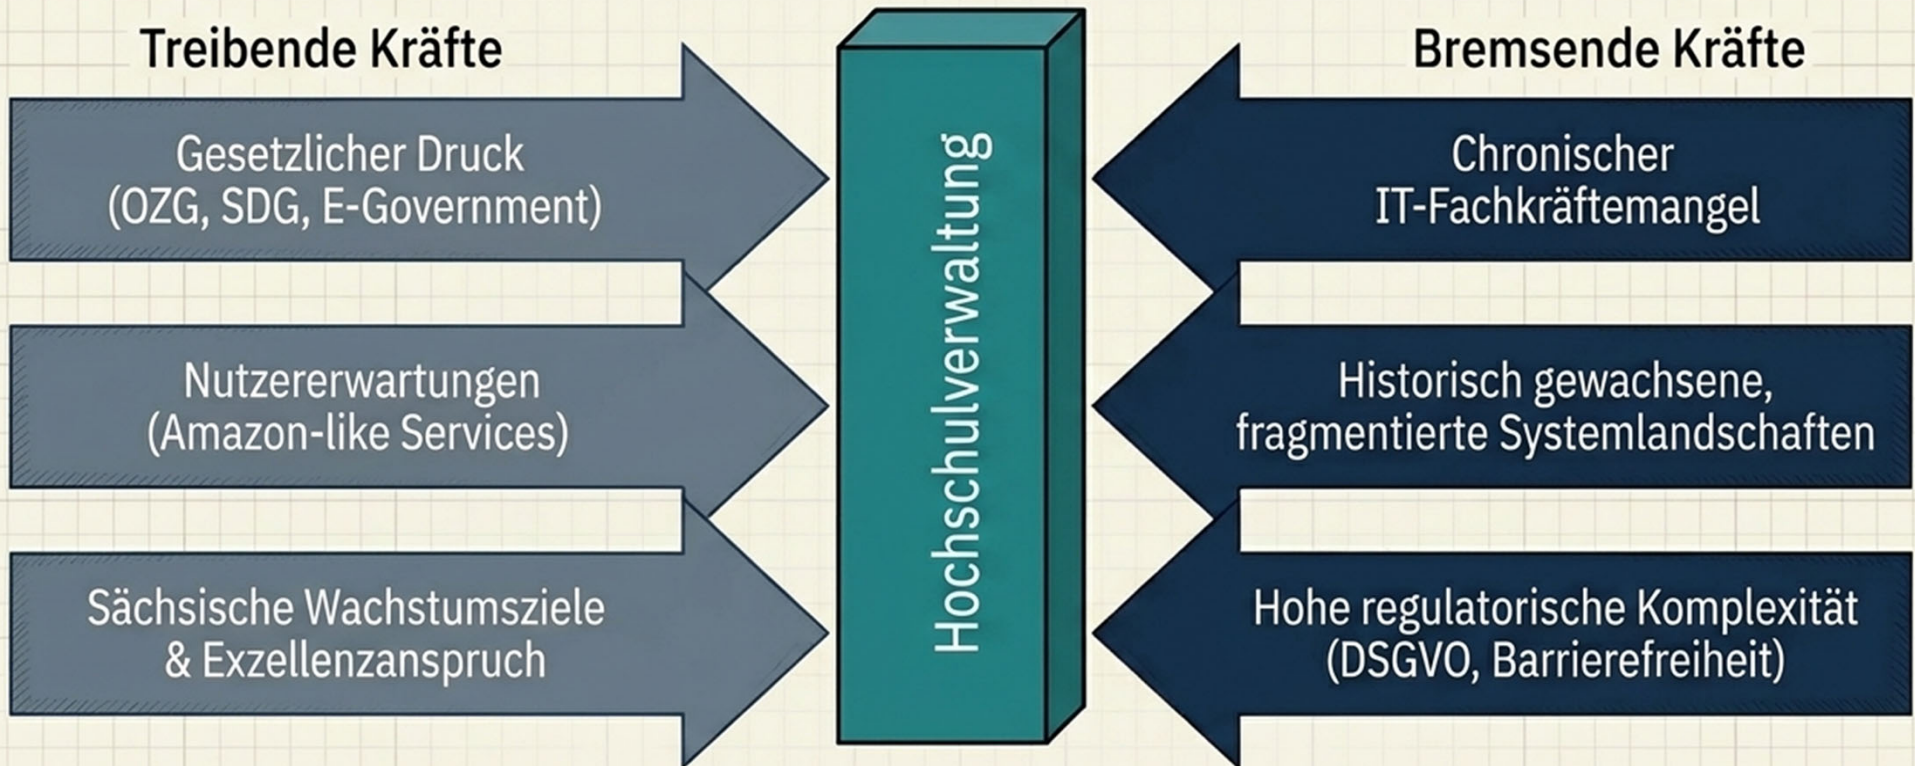 Treibende Kräfte
Gesetzlicher Druck
(OZG, SDG, E-Government)
Nutzererwartungen
(Amazon-like Services)
Sächsische Wachstumsziele
& Exzellenzanspruch
Hochschulverwaltung
Bremsende Kräfte
Chronischer
IT-Fachkräftemangel
Historisch gewachsene,
fragmentierte Systemlandschaften
Hohe regulatorische Komplexität
(DSGVO, Barrierefreiheit)